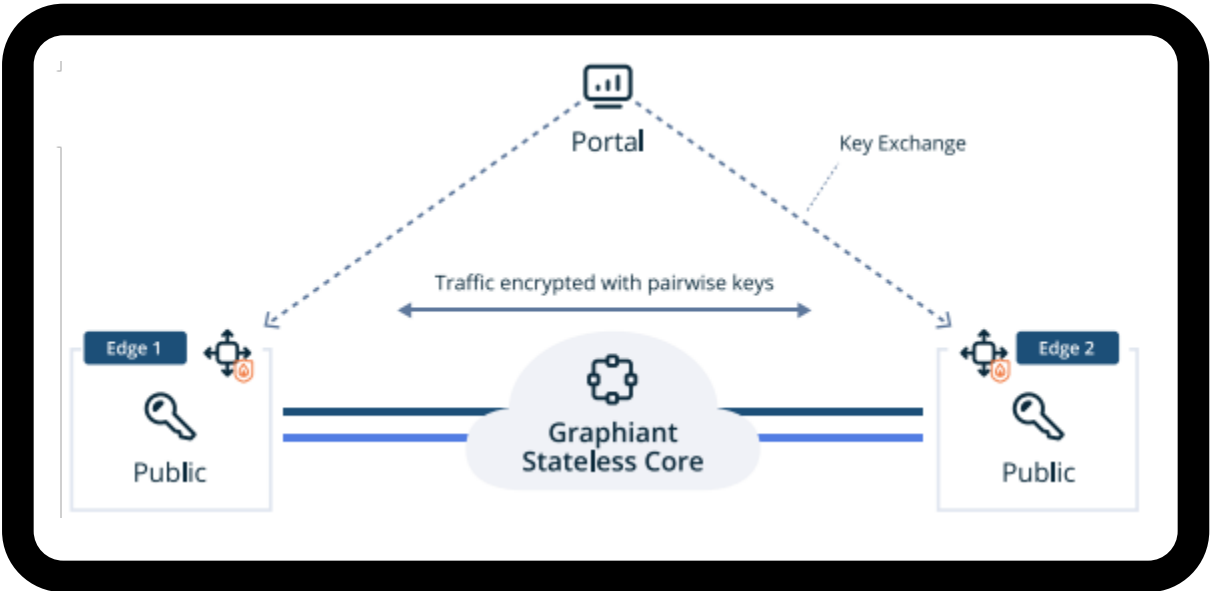 Portal
Key Exchange
Traffic encrypted with pairwise keys
Edge 1
Edge 2
Graphiant
Stateless Core
Public
Public